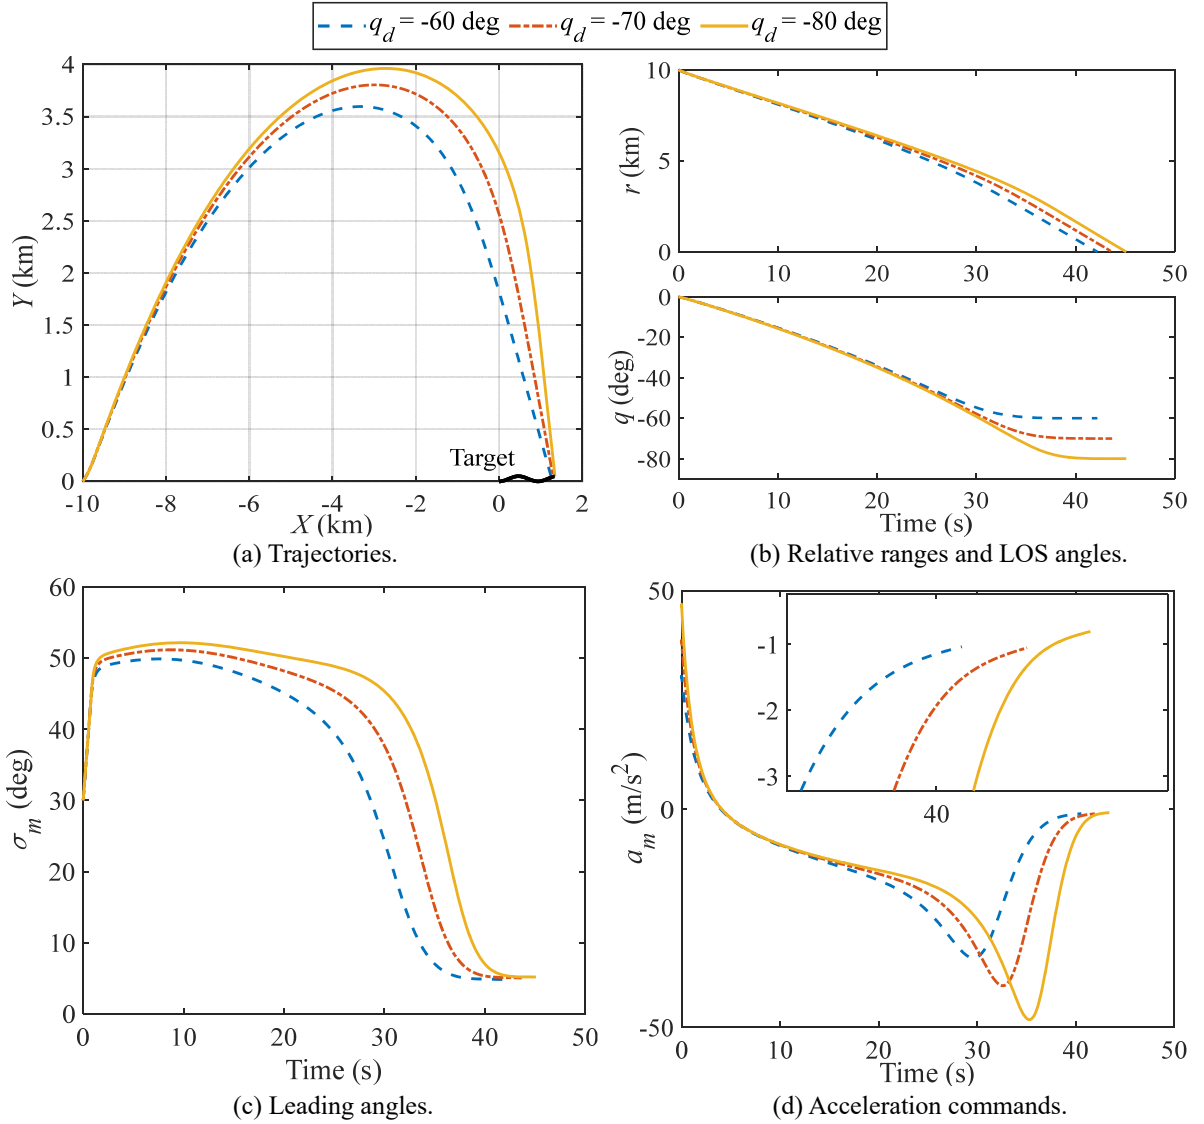 q_d = -60 deg q_d = -70 deg q_d = -80 deg
4
3.5
3
2.5
2
1.5
1
0.5
0
Y (km)
Target
-10 -8 -6 -4 -2 0 2
X (km)
(a) Trajectories.
10
5
0
r (km)
0 10 20 30 40 50
0
-20
-40
-60
-80
q (deg)
0 10 20 30 40 50
Time (s)
(b) Relative ranges and LOS angles.
60
50
40
30
20
10
0
σ_m (deg)
0 10 20 30 40 50
Time (s)
(c) Leading angles.
50
0
-50
a_m (m/s²)
-1
-2
-3
40
0 10 20 30 40 50
Time (s)
(d) Acceleration commands.